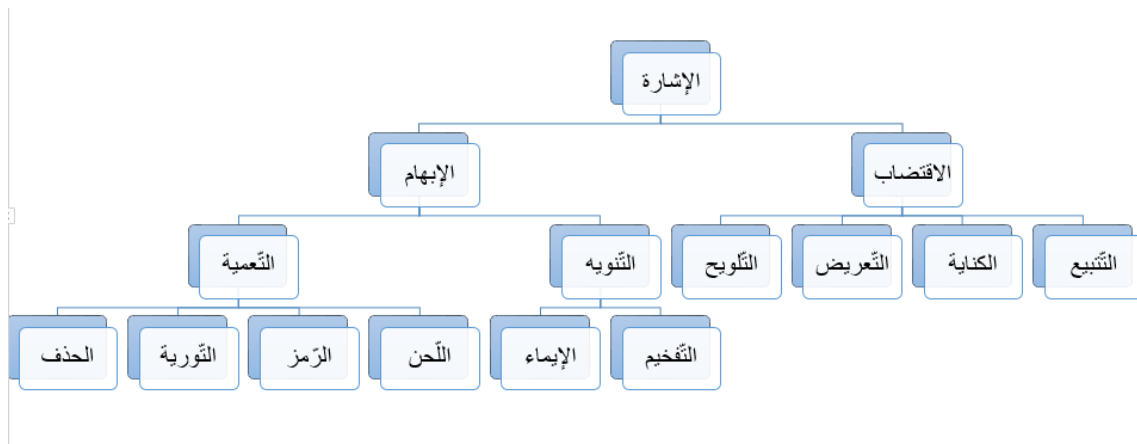 الإشارة
الاقتضاب
الإبهام
التّتبيع
الكناية
التّعريض
التّلويح
التّنويه
التّعمية
التّفخيم
الإيماء
اللّحن
الرّمز
التّورية
الحذف